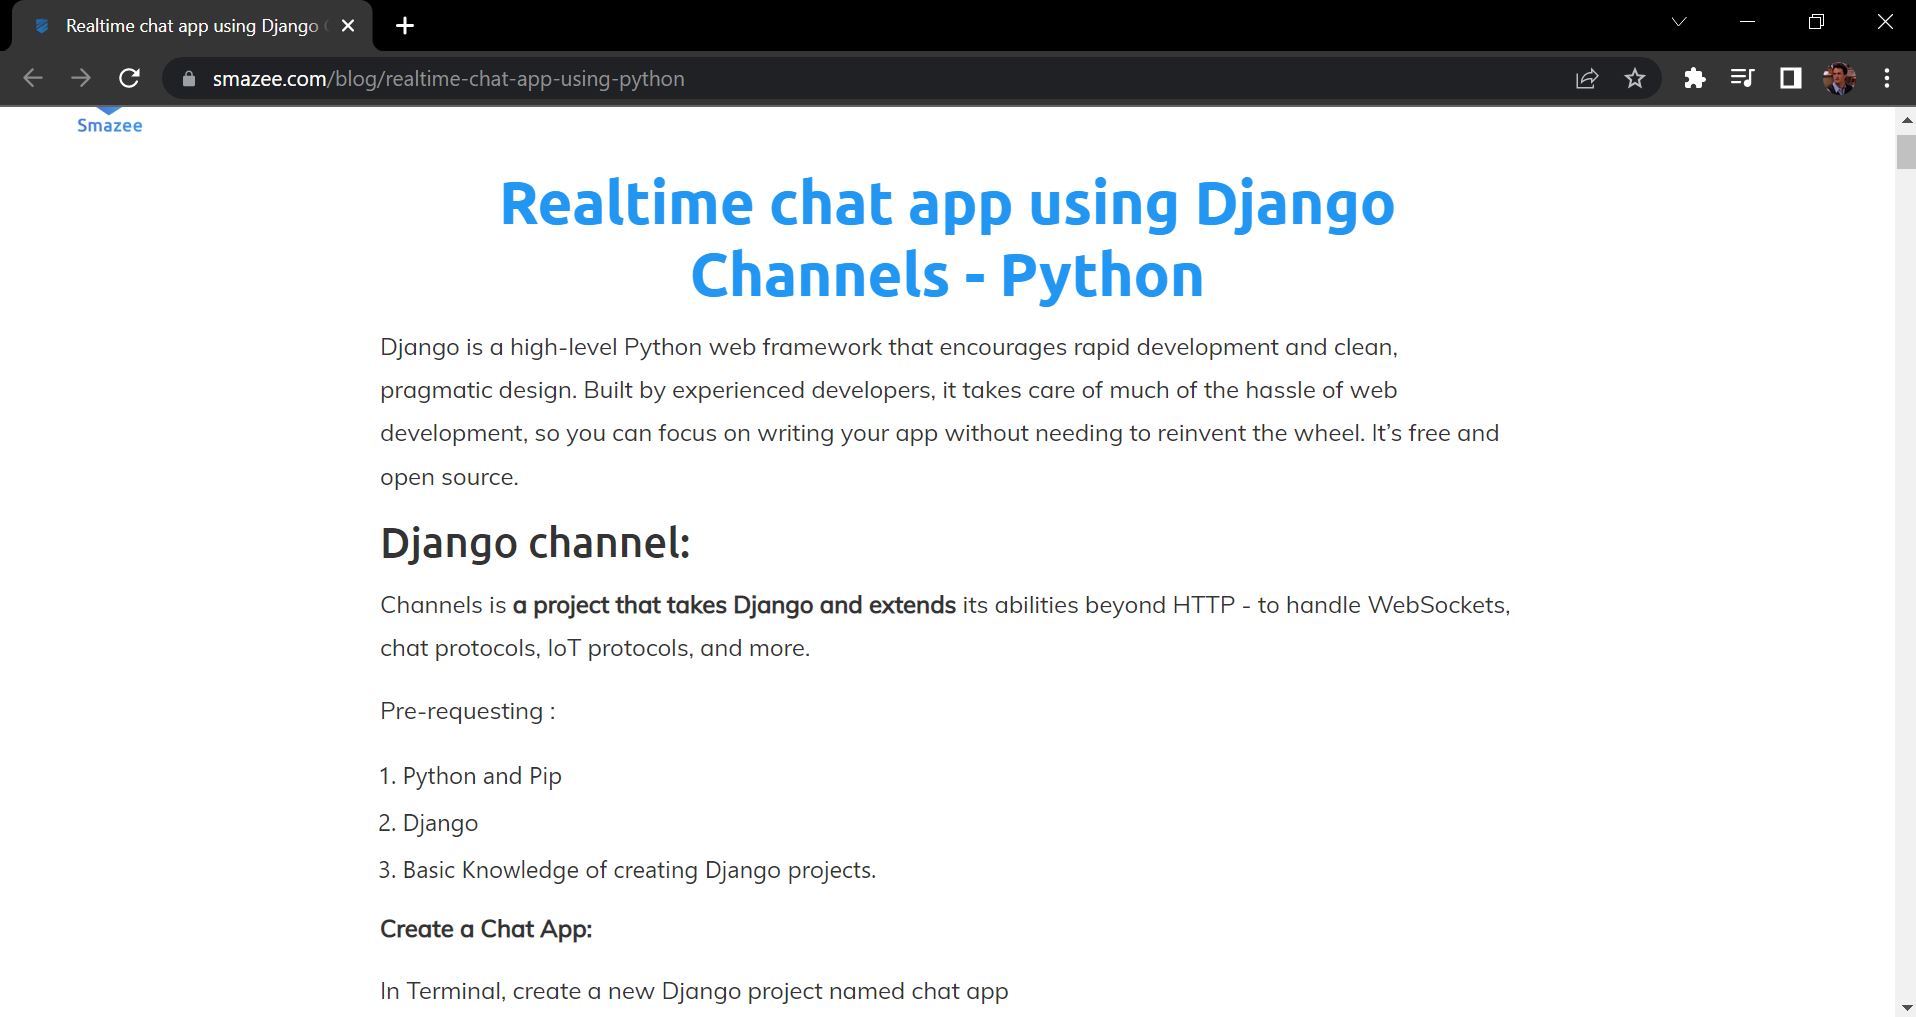 Realtime chat app using Django
smazee.com/blog/realtime-chat-app-using-python
Smazee
Realtime chat app using Django
Channels - Python
Django is a high-level Python web framework that encourages rapid development and clean,
pragmatic design. Built by experienced developers, it takes care of much of the hassle of web
development, so you can focus on writing your app without needing to reinvent the wheel. It’s free and
open source.
Django channel:
Channels is a project that takes Django and extends its abilities beyond HTTP - to handle WebSockets,
chat protocols, IoT protocols, and more.
Pre-requesting :
1. Python and Pip
2. Django
3. Basic Knowledge of creating Django projects.
Create a Chat App:
In Terminal, create a new Django project named chat app